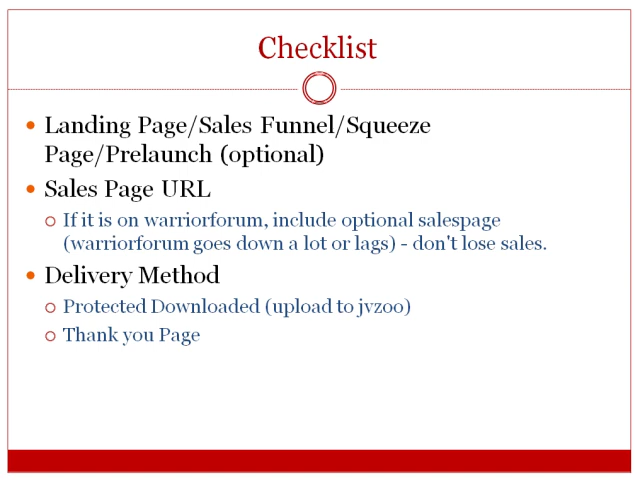 Checklist
Landing Page/Sales Funnel/Squeeze
Page/Prelaunch (optional)
Sales Page URL
If it is on warriorforum, include optional salespage
(warriorforum goes down a lot or lags) - don't lose sales.
Delivery Method
Protected Downloaded (upload to jvzoo)
Thank you Page